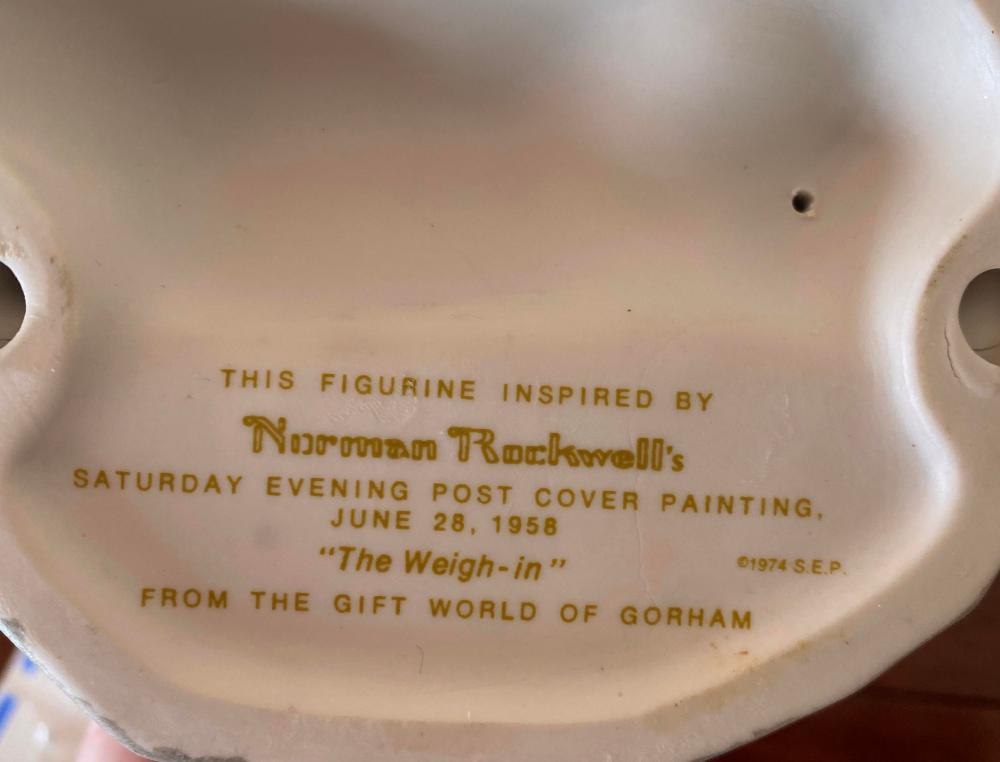 THIS FIGURINE INSPIRED BY
Norman Rockwell's
SATURDAY EVENING POST COVER PAINTING,
JUNE 28, 1958
"The Weigh-in"
©1974 S.E.P.
FROM THE GIFT WORLD OF GORHAM